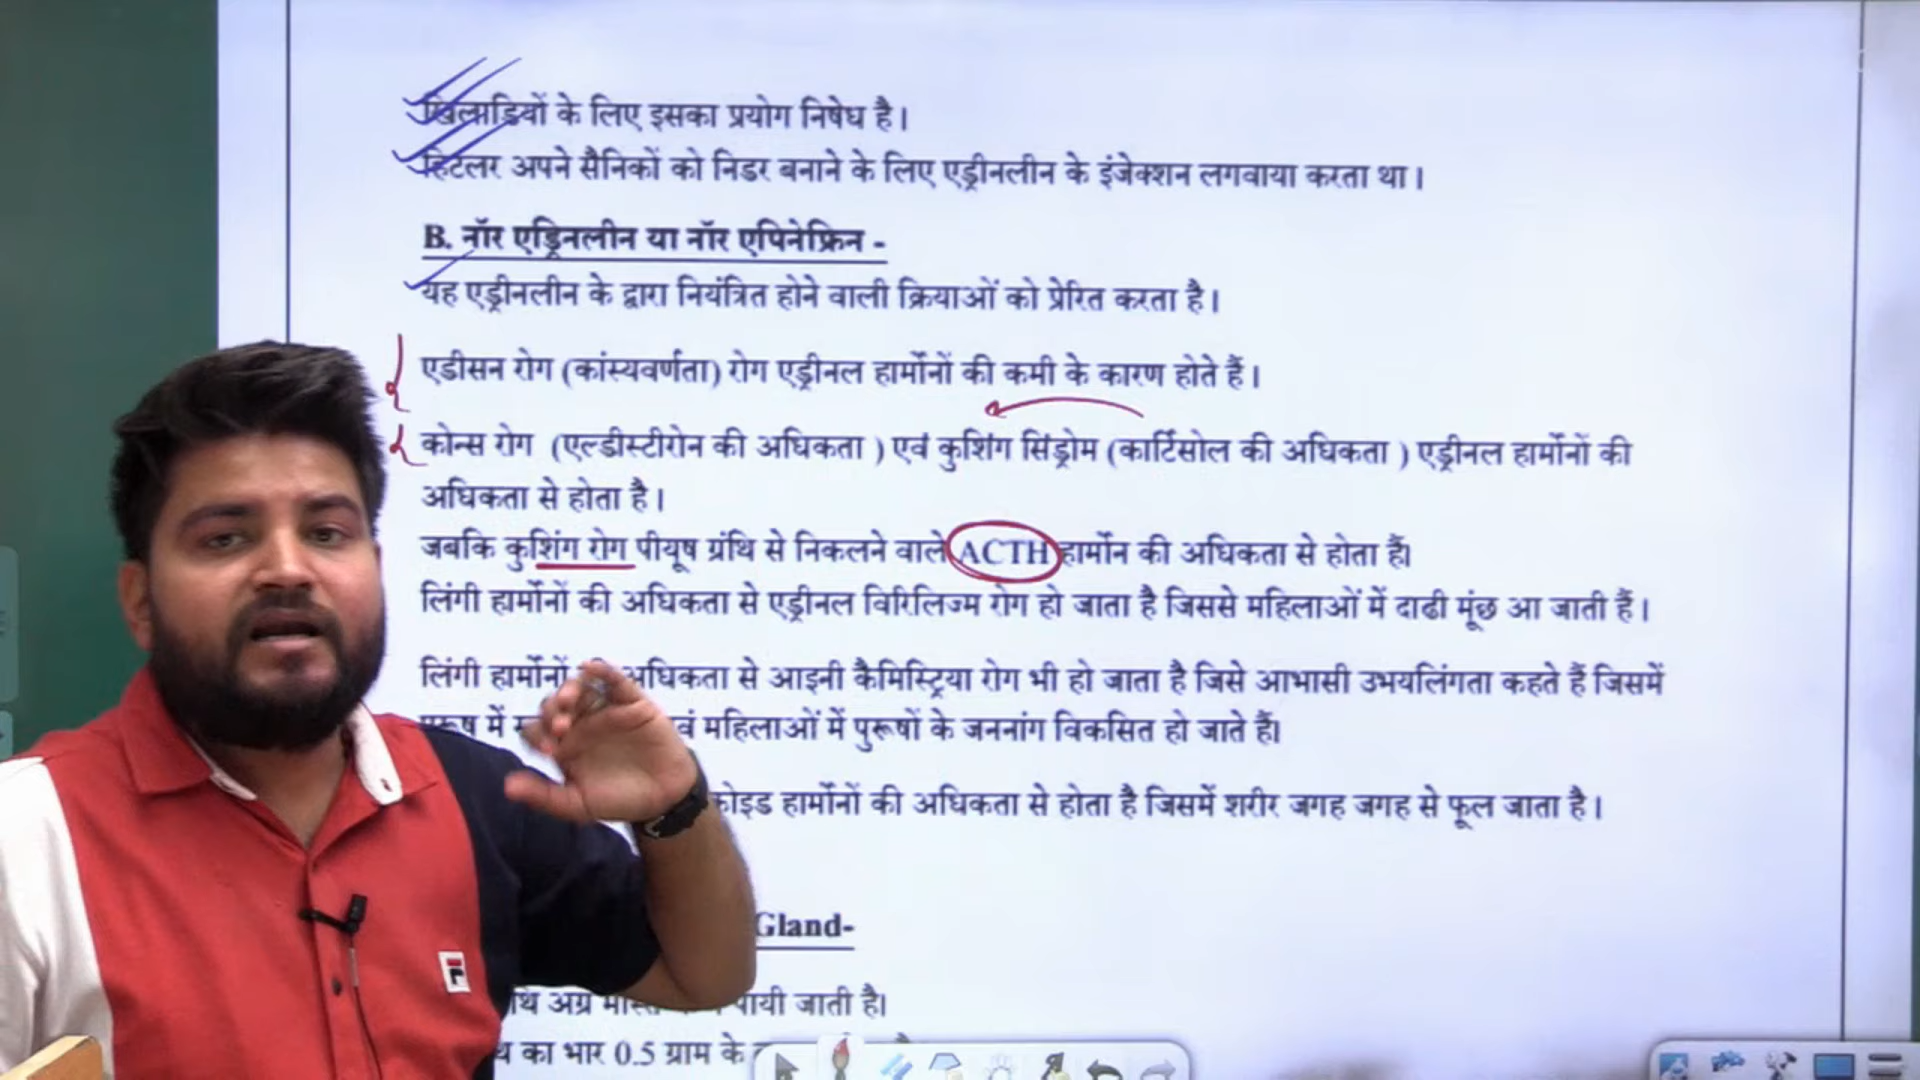 खिलाडियों के लिए इसका प्रयोग निषेध है।
हिटलर अपने सैनिकों को निडर बनाने के लिए एड्रीनलीन के इंजेक्शन लगवाया करता था।
B. नॉर एड्रिनलीन या नॉर एपिनेफ्रिन -
यह एड्रीनलीन के द्वारा नियंत्रित होने वाली क्रियाओं को प्रेरित करता है।
एडीसन रोग (कांस्यवर्णता) रोग एड्रीनल हार्मोनों की कमी के कारण होते हैं।
कोन्स रोग (एल्डीस्टीरोन की अधिकता ) एवं कुशिंग सिंड्रोम (कार्टिसोल की अधिकता ) एड्रीनल हार्मोनों की
अधिकता से होता है।
जबकि कुशिंग रोग पीयूष ग्रंथि से निकलने वाले ACTH हार्मोन की अधिकता से होता हैं।
लिंगी हार्मोनों की अधिकता से एड्रीनल विरिलिज्म रोग हो जाता है जिससे महिलाओं में दाढी मूंछ आ जाती हैं।
लिंगी हार्मोनों अधिकता से आइनी कैमिस्ट्रिया रोग भी हो जाता है जिसे आभासी उभयलिंगता कहते हैं जिसमें
में महिलाओं में पुरूषों के जननांग विकसित हो जाते हैं।
हार्मोनों की अधिकता से होता है जिसमें शरीर जगह जगह से फूल जाता है।
Gland-
अग्र पायी जाती है।
का भार 0.5 ग्राम के